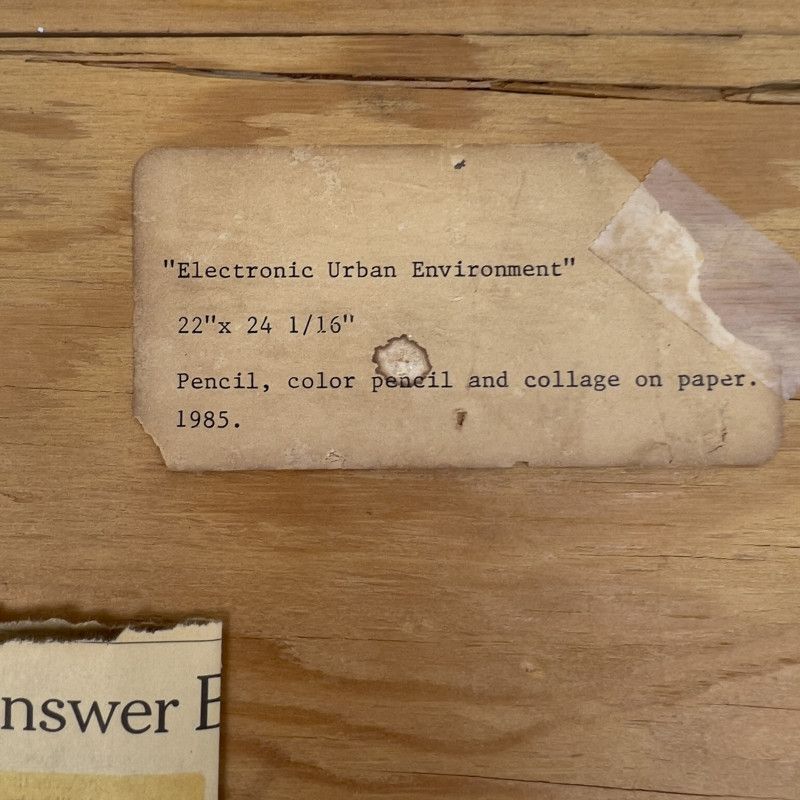 "Electronic Urban Environment"
22"x 24 1/16"
Pencil, color pencil and collage on paper.
1985.
nswer B